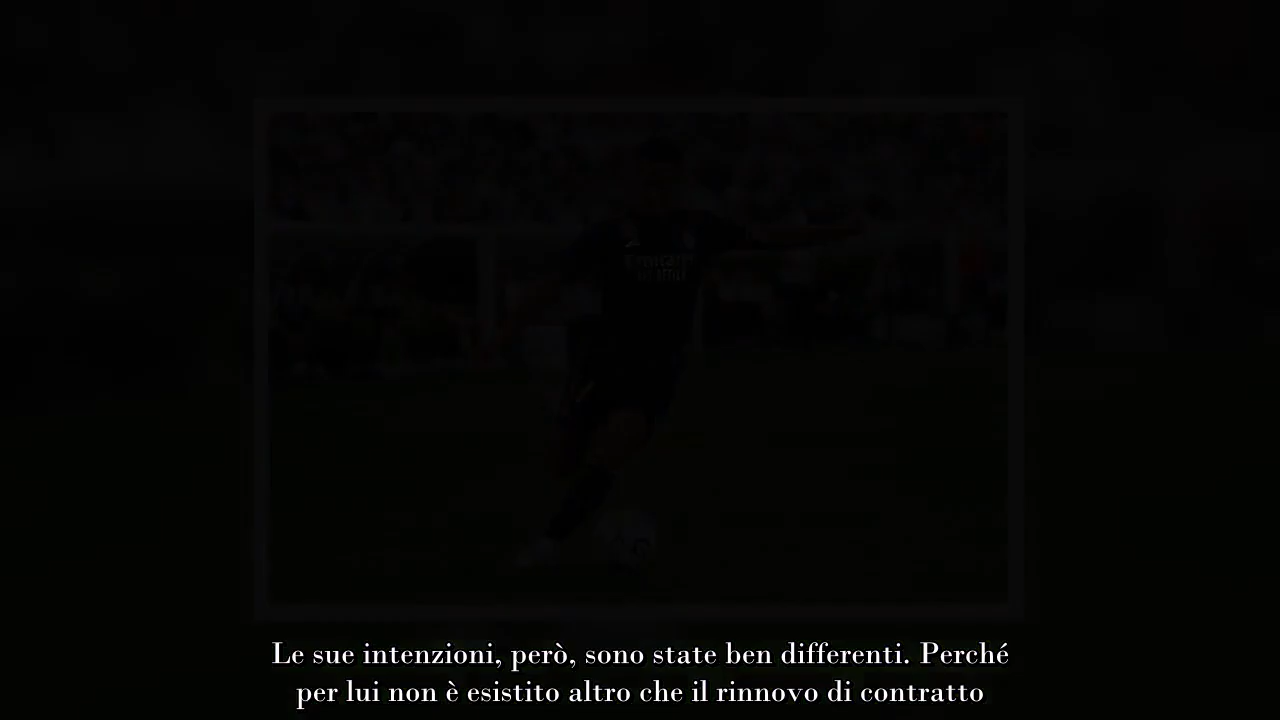 Le sue intenzioni, però, sono state ben differenti. Perché
per lui non è esistito altro che il rinnovo di contratto